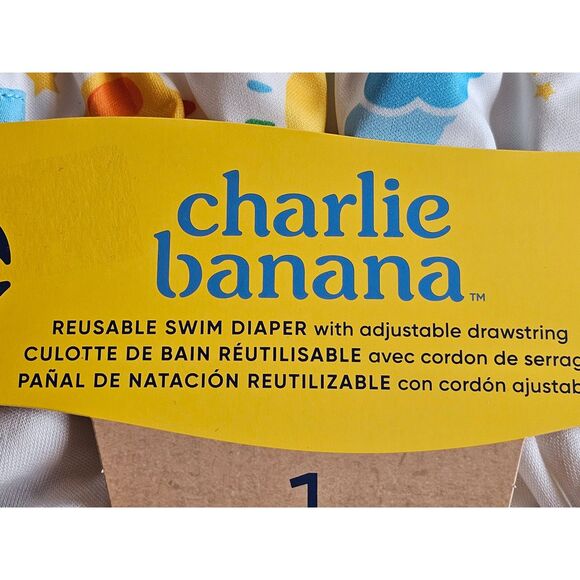 charlie
banana™
REUSABLE SWIM DIAPER with adjustable drawstring
CULOTTE DE BAIN RÉUTILISABLE avec cordon de serrag
PAÑAL DE NATACIÓN REUTILIZABLE con cordón ajustab
1